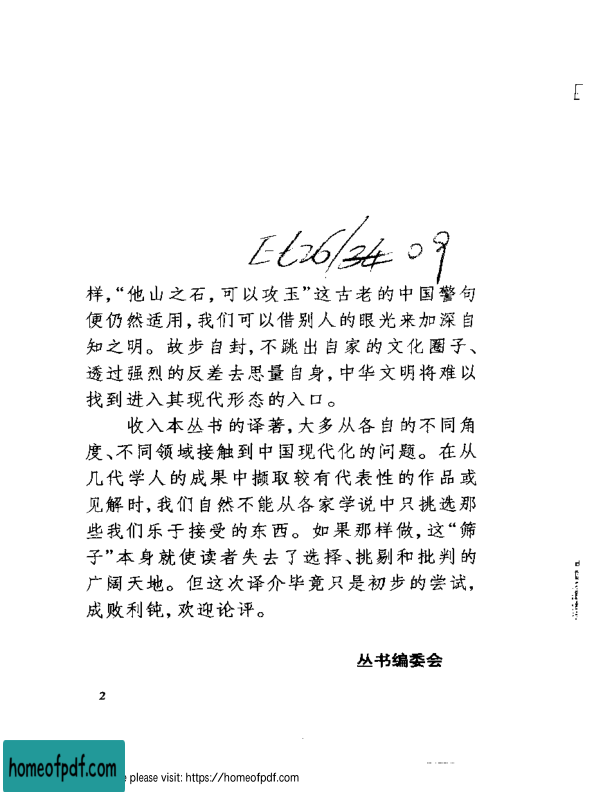 样，“他山之石，可以攻玉”这古老的中国警句
便仍然适用，我们可以借别人的眼光来加深自
知之明。故步自封，不跳出自家的文化圈子、
透过强烈的反差去思量自身，中华文明将难以
找到进入其现代形态的入口。
收入本丛书的译著，大多从各自的不同角
度、不同领域接触到中国现代化的问题。在从
几代学人的成果中撷取较有代表性的作品或
见解时，我们自然不能从各家学说中只挑选那
些我们乐于接受的东西。如果那样做，这“筛
子”本身就使读者失去了选择、挑剔和批判的
广阔天地。但这次译介毕竟只是初步的尝试，
成败利钝，欢迎论评。
丛书编委会
2
homeofpdf.com
please visit: https://homeofpdf.com